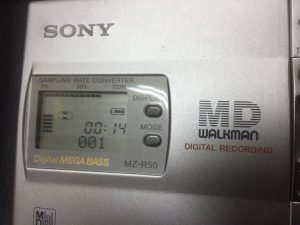 SONY
SAMPLING RATE CONVERTER
0% 50% 100%
DISPLAY
00:14
MODE
001
Digital MEGA BASS
MZ-R50
MD
WALKMAN
DIGITAL RECORDING